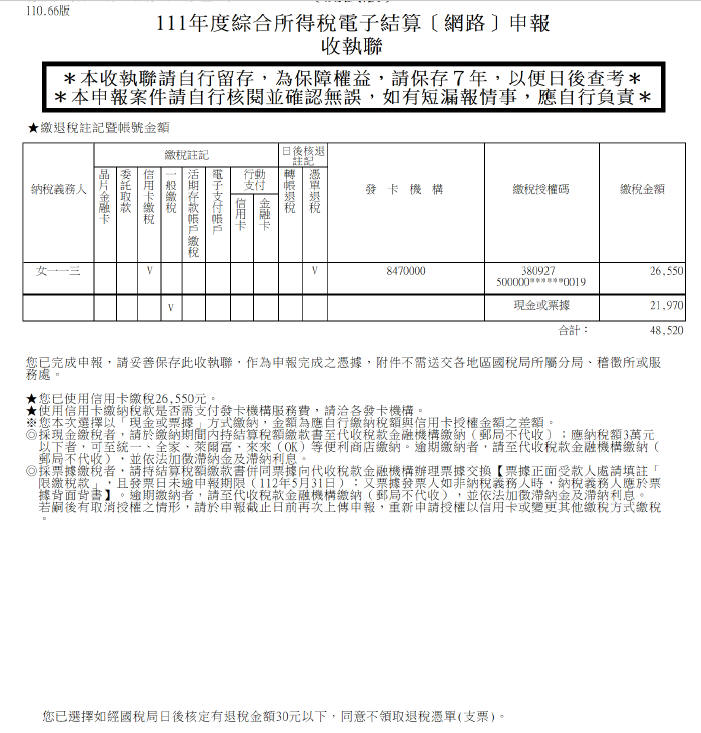 110.66版
111年度綜合所得稅電子結算〔網路〕申報
收執聯
＊本收執聯請自行留存，為保障權益，請保存７年，以便日後查考＊
＊本申報案件請自行核閱並確認無誤，如有短漏報情事，應自行負責＊
★繳退稅註記暨帳號金額
納稅義務人
繳稅註記
日後核退註記
晶片金融卡
委託取款
信用卡繳稅
一般繳稅
活期存款帳戶繳稅
電子支付帳戶
行動支付
信用卡
金融卡
轉帳退稅
憑單退稅
發 卡 機 構
繳稅授權碼
繳稅金額
女一一三 V V 8470000 380927 26,550
500000******0019
V 現金或票據 21,970
合計： 48,520
您已完成申報，請妥善保存此收執聯，作為申報完成之憑據，附件不需送交各地區國稅局所屬分局、稽徵所或服
務處。
★您已使用信用卡繳稅26,550元。
★使用信用卡繳納稅款是否需支付發卡機構服務費，請洽各發卡機構。
※您本次選擇以「現金或票據」方式繳納，金額為應自行繳納稅額與信用卡授權金額之差額。
◎採現金繳稅者，請於繳納期間內持結算稅額繳款書至代收稅款金融機構繳納（郵局不代收）；應納稅額3萬元
以下者，可至統一、全家、萊爾富、來來（OK）等便利商店繳納。逾期繳納者，請至代收稅款金融機構繳納（
郵局不代收），並依法加徵滯納金及滯納利息。
◎採票據繳稅者，請持結算稅額繳款書併同票據向代收稅款金融機構辦理票據交換【票據正面受款人處請填註「
限繳稅款」，且發票日未逾申報期限（112年5月31日）；又票據發票人如非納稅義務人時，納稅義務人應於票
據背面背書】。逾期繳納者，請至代收稅款金融機構繳納（郵局不代收），並依法加徵滯納金及滯納利息。
若嗣後有取消授權之情形，請於申報截止日前再次上傳申報，重新申請授權以信用卡或變更其他繳稅方式繳稅
。
您已選擇如經國稅局日後核定有退稅金額30元以下，同意不領取退稅憑單(支票)。